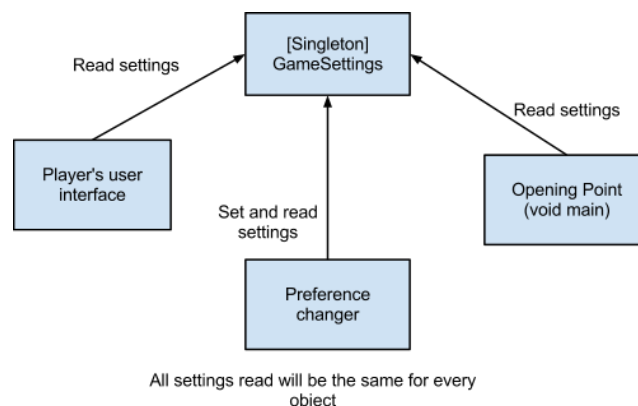 [Singleton]
GameSettings
Read settings
Read settings
Player's user
interface
Opening Point
(void main)
Set and read
settings
Preference
changer
All settings read will be the same for every
object